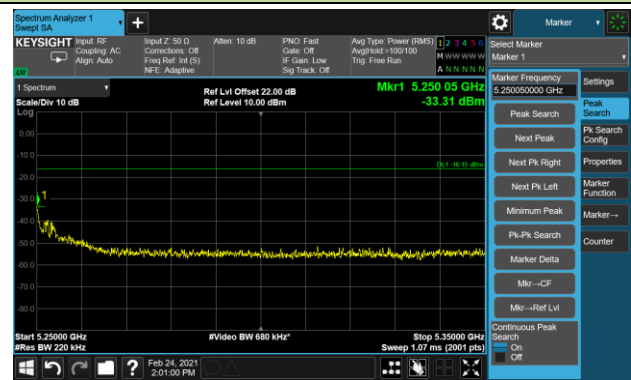 Spectrum Analyzer 1
Swept SA
Marker
KEYSIGHT
Input: RF
Coupling: AC
Align: Auto
Input Z: 50 Ω
Corrections: Off
Freq Ref: Int (S)
NFE: Adaptive
Atten: 10 dB
PNO: Fast
Gate: Off
IF Gain: Low
Sig Track: Off
Avg Type: Power (RMS)
Avg|Hold:>100/100
Trig: Free Run
1 2 3 4 5 6
M W W W W W
A N N N N N
LXI
Select Marker
Marker 1
1 Spectrum
Scale/Div 10 dB
Log
Ref Lvl Offset 22.00 dB
Ref Level 10.00 dBm
Mkr1 5.250 05 GHz
-33.31 dBm
0.00
-10.0
-20.0
-30.0
-40.0
-50.0
-60.0
-70.0
-80.0
DL1 -16.15 dBm
1
Start 5.25000 GHz
#Res BW 220 kHz
#Video BW 680 kHz*
Stop 5.35000 GHz
Sweep 1.07 ms (2001 pts)
Marker Frequency
5.250050000 GHz
Peak Search
Next Peak
Next Pk Right
Next Pk Left
Minimum Peak
Pk-Pk Search
Marker Delta
Mkr→CF
Mkr→Ref Lvl
Continuous Peak
Search
On
Off
Settings
Peak
Search
Pk Search
Config
Properties
Marker
Function
Marker→
Counter
?
Feb 24, 2021
2:01:00 PM